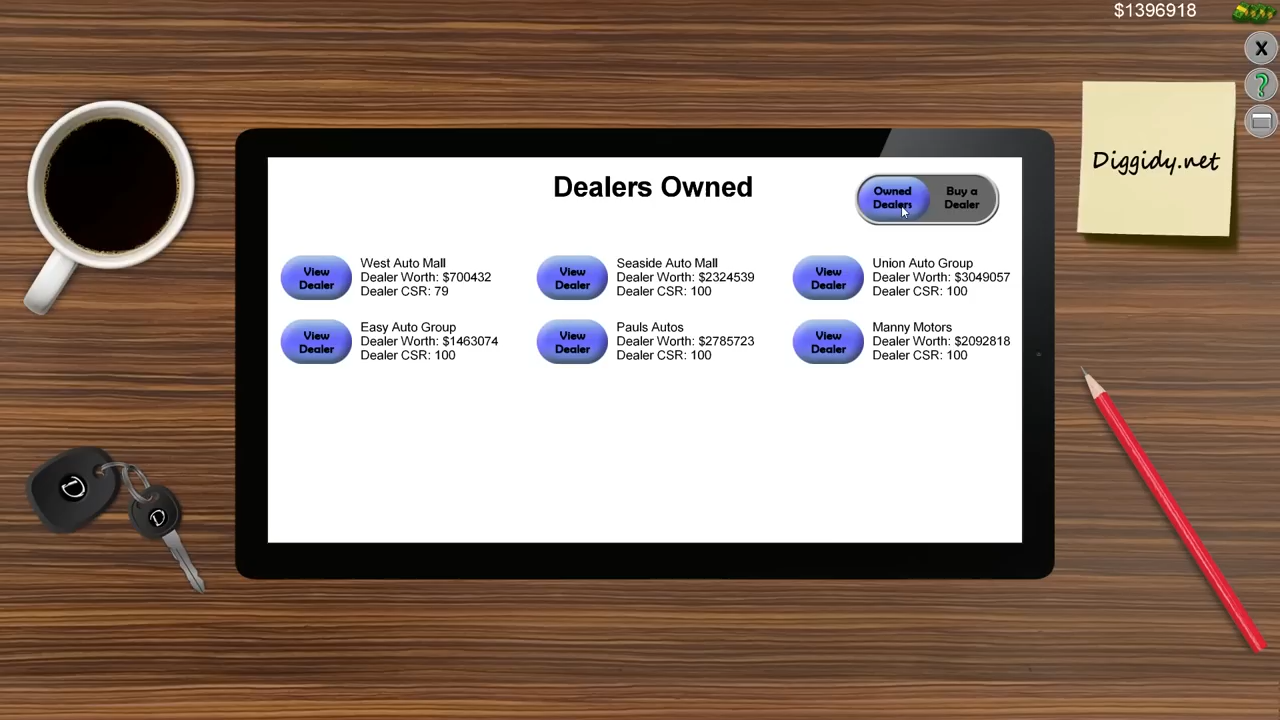 $1396918
X
?
Diggidy.net
Dealers Owned
Owned
Dealers
Buy a
Dealer
View
Dealer
West Auto Mall
Dealer Worth: $700432
Dealer CSR: 79
View
Dealer
Seaside Auto Mall
Dealer Worth: $2324539
Dealer CSR: 100
View
Dealer
Union Auto Group
Dealer Worth: $3049057
Dealer CSR: 100
View
Dealer
Easy Auto Group
Dealer Worth: $1463074
Dealer CSR: 100
View
Dealer
Pauls Autos
Dealer Worth: $2785723
Dealer CSR: 100
View
Dealer
Manny Motors
Dealer Worth: $2092818
Dealer CSR: 100
D
D